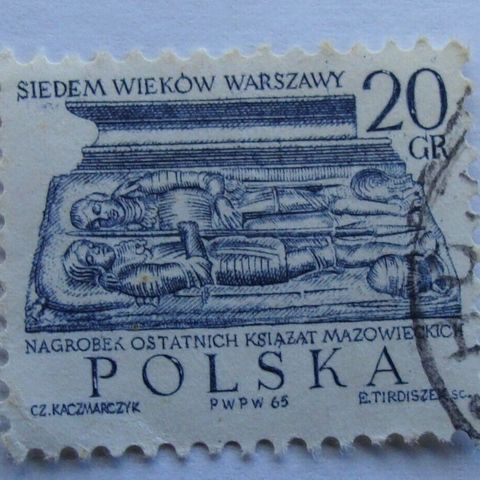 SIEDEM WIEKÓW WARSZAWY
20
GR
NAGROBEK OSTATNICH KSIĄŻĄT MAZOWIECKICH
POLSKA
CZ. KACZMARCZYK PWPW 65 E. TIRDISZEK SC.